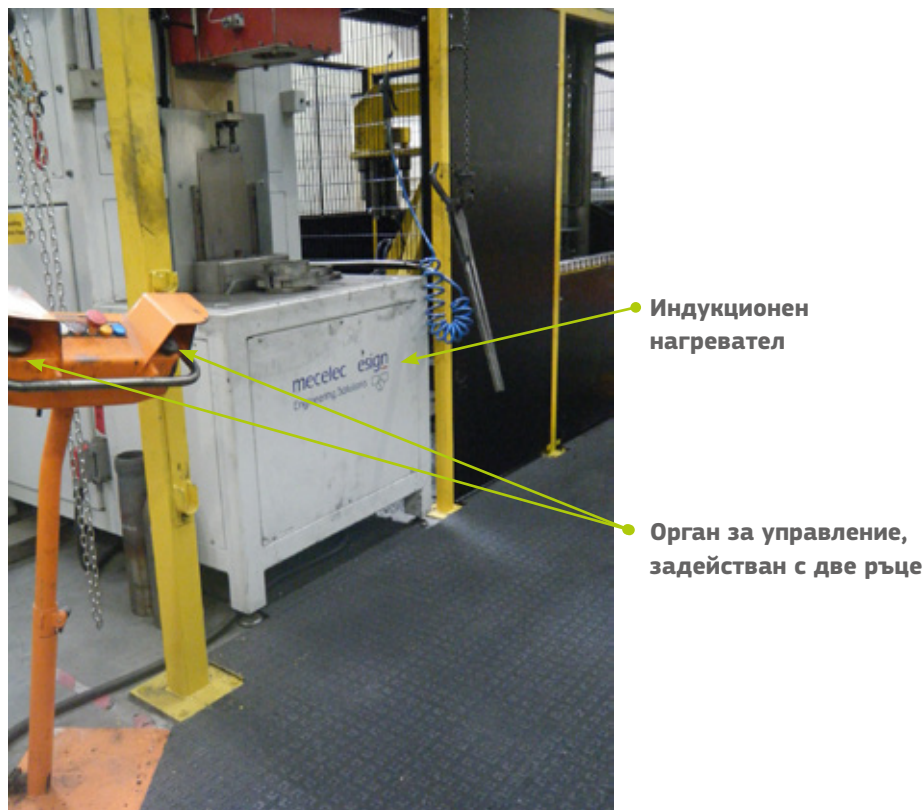 Индукционен
нагревател
mecelec esign
Engineering Solutions
Орган за управление,
задействан с две ръце